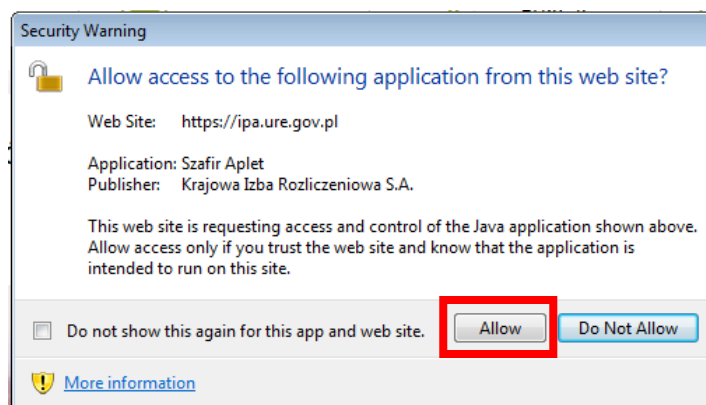 Security Warning
Allow access to the following application from this web site?
Web Site: https://ipa.ure.gov.pl
Application: Szafir Aplet
Publisher: Krajowa Izba Rozliczeniowa S.A.
This web site is requesting access and control of the Java application shown above.
Allow access only if you trust the web site and know that the application is
intended to run on this site.
Do not show this again for this app and web site. Allow Do Not Allow
More information